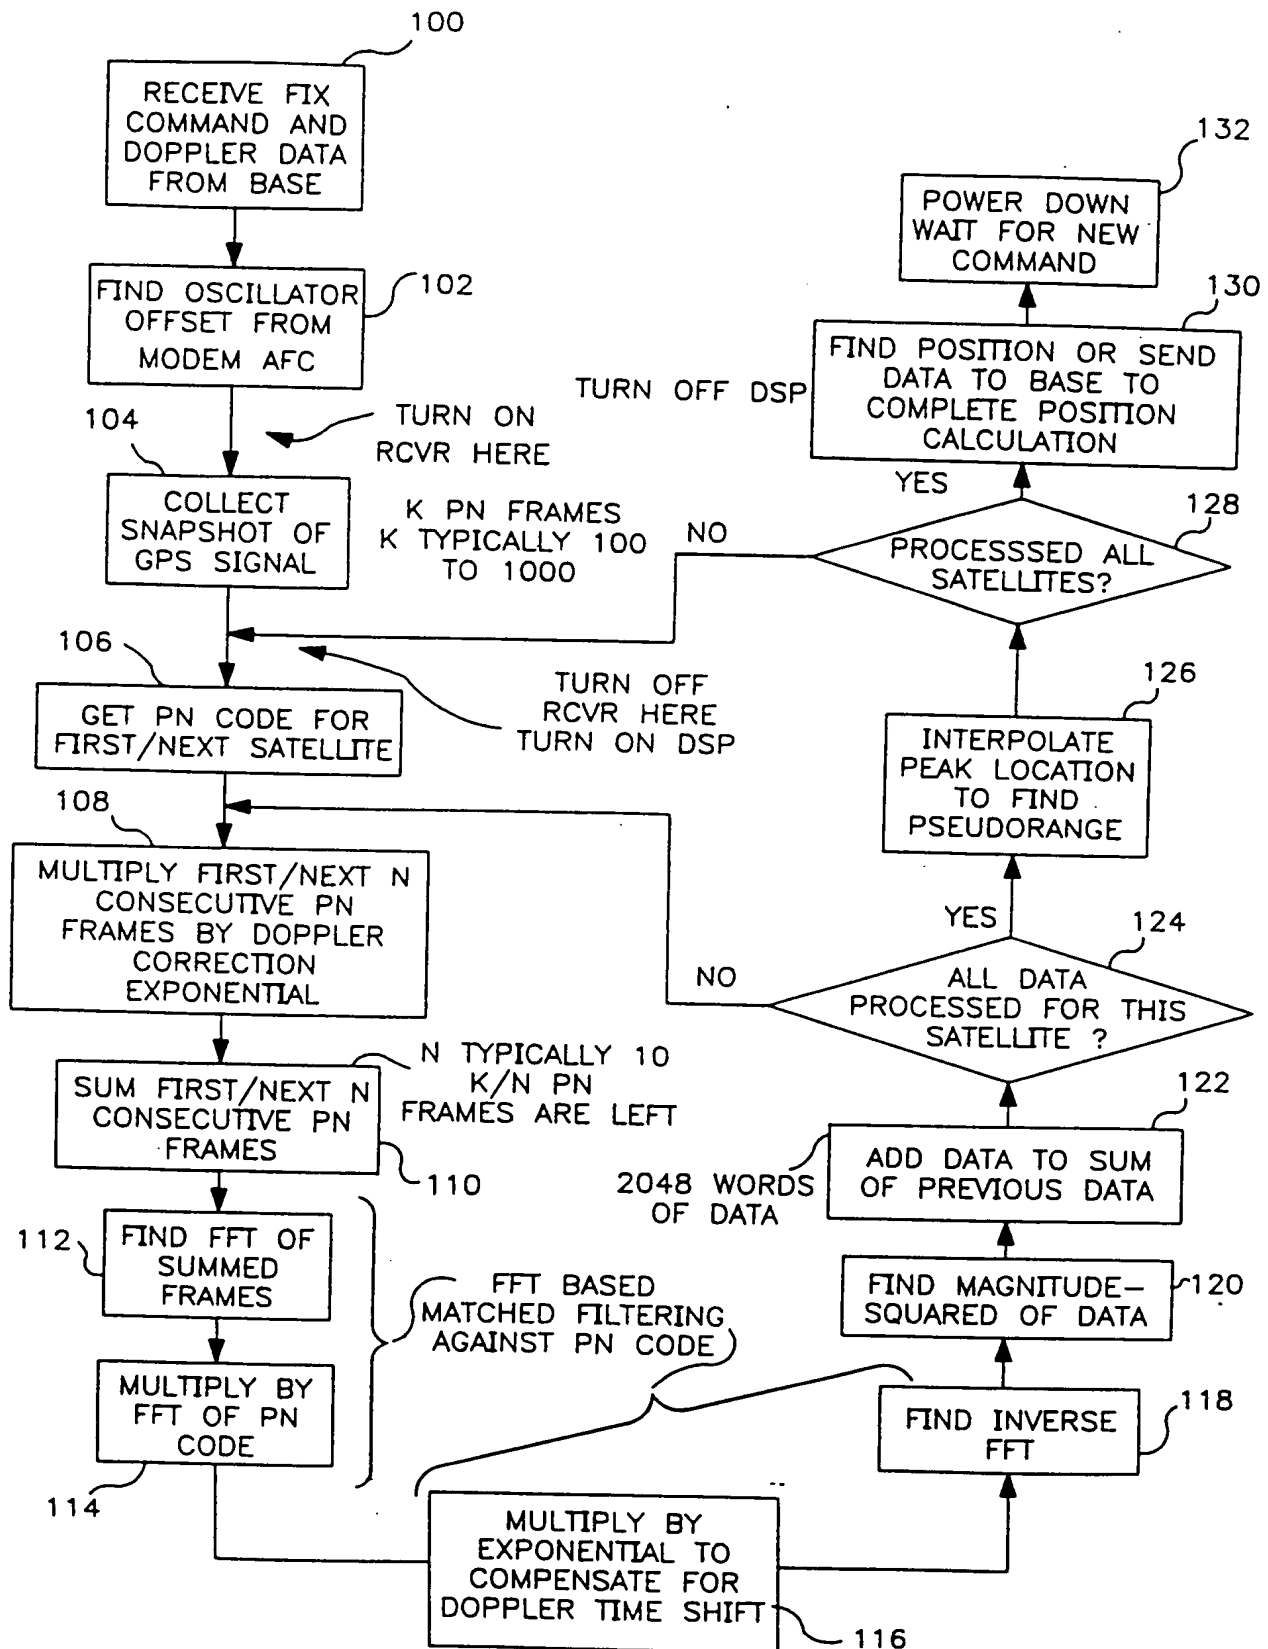 100
RECEIVE FIX
COMMAND AND
DOPPLER DATA
FROM BASE
FIND OSCILLATOR
OFFSET FROM
MODEM AFC
102
TURN ON
RCVR HERE
104
COLLECT
SNAPSHOT OF
GPS SIGNAL
K PN FRAMES
K TYPICALLY 100
TO 1000
106
GET PN CODE FOR
FIRST/NEXT SATELLITE
TURN OFF
RCVR HERE
TURN ON DSP
108
MULTIPLY FIRST/NEXT N
CONSECUTIVE PN
FRAMES BY DOPPLER
CORRECTION
EXPONENTIAL
N TYPICALLY 10
K/N PN
FRAMES ARE LEFT
SUM FIRST/NEXT N
CONSECUTIVE PN
FRAMES
110
112
FIND FFT OF
SUMMED
FRAMES
FFT BASED
MATCHED FILTERING
AGAINST PN CODE
MULTIPLY BY
FFT OF PN
CODE
114
MULTIPLY BY
EXPONENTIAL TO
COMPENSATE FOR
DOPPLER TIME SHIFT
116
FIND INVERSE
FFT
118
FIND MAGNITUDE-
SQUARED OF DATA
120
ADD DATA TO SUM
OF PREVIOUS DATA
122
2048 WORDS
OF DATA
ALL DATA
PROCESSED FOR THIS
SATELLITE ?
124
NO
YES
INTERPOLATE
PEAK LOCATION
TO FIND
PSEUDORANGE
126
PROCESSSED ALL
SATELLITES?
128
NO
YES
TURN OFF DSP
FIND POSITION OR SEND
DATA TO BASE TO
COMPLETE POSITION
CALCULATION
130
POWER DOWN
WAIT FOR NEW
COMMAND
132